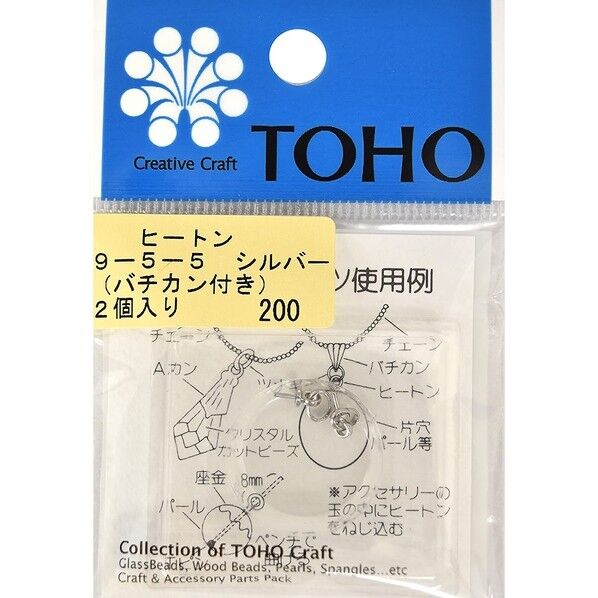 Creative Craft
TOHO
ヒートン
9－5－5 シルバー
（バチカン付き）
2個入り 200
ツ使用例
チェーン
チェーン
Aカン
バチカン
ヒートン
クリスタル
カットビーズ
片穴
パール等
座金
8mm
パール
ペンチで
※アクセサリーの
玉の中にヒートン
をねじ込む
Collection of TOHO Craft
GlassBeads, Wood Beads, Pearls, Spangles...etc
Craft & Accessory Parts Pack